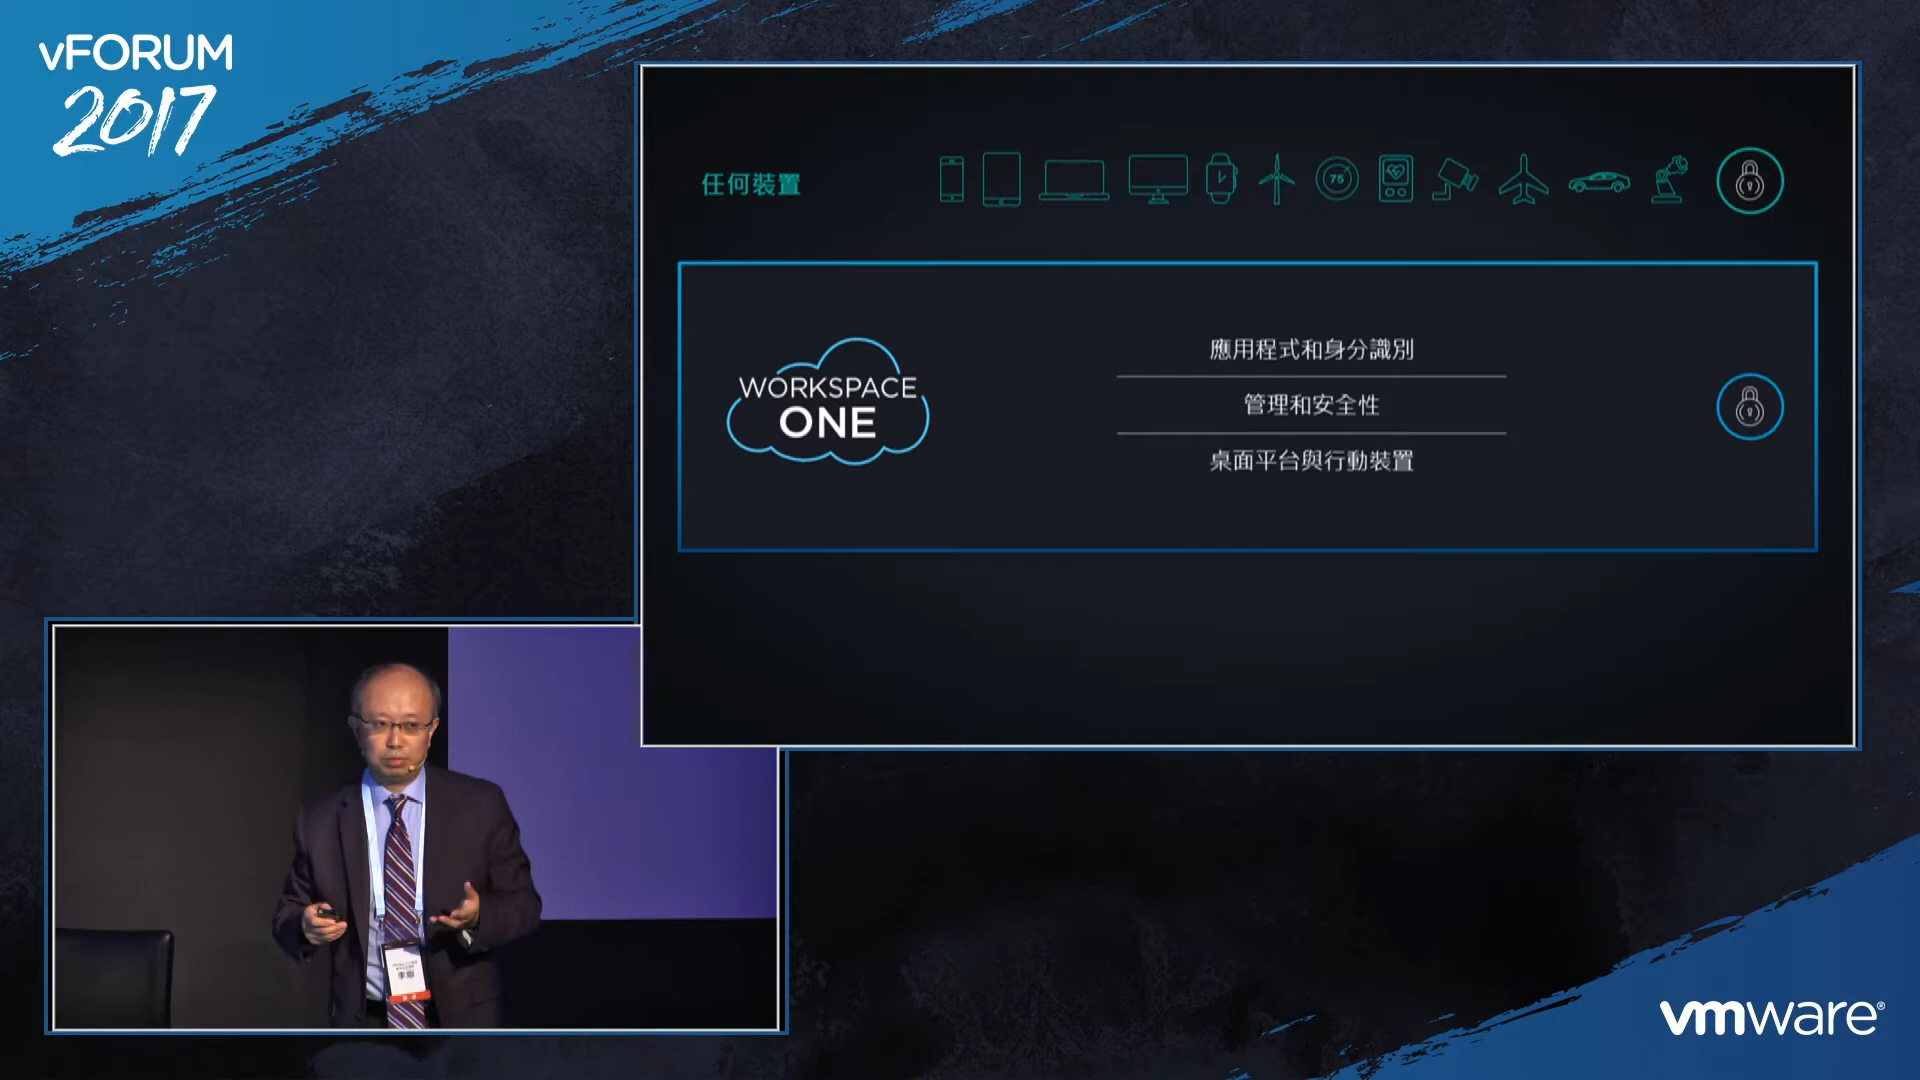 vFORUM
2017
任何裝置
75
WORKSPACE
ONE
應用程式和身分識別
管理和安全性
桌面平台與行動裝置
vmware®